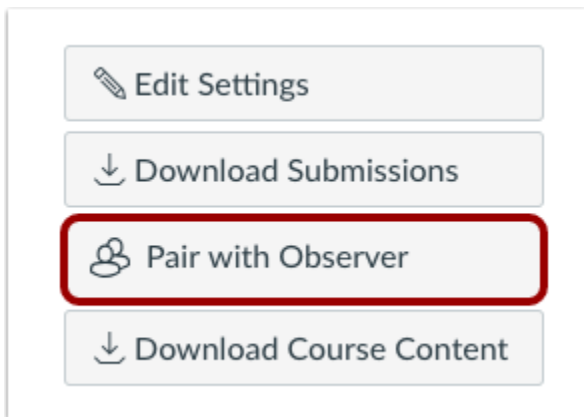 Edit Settings
Download Submissions
Pair with Observer
Download Course Content